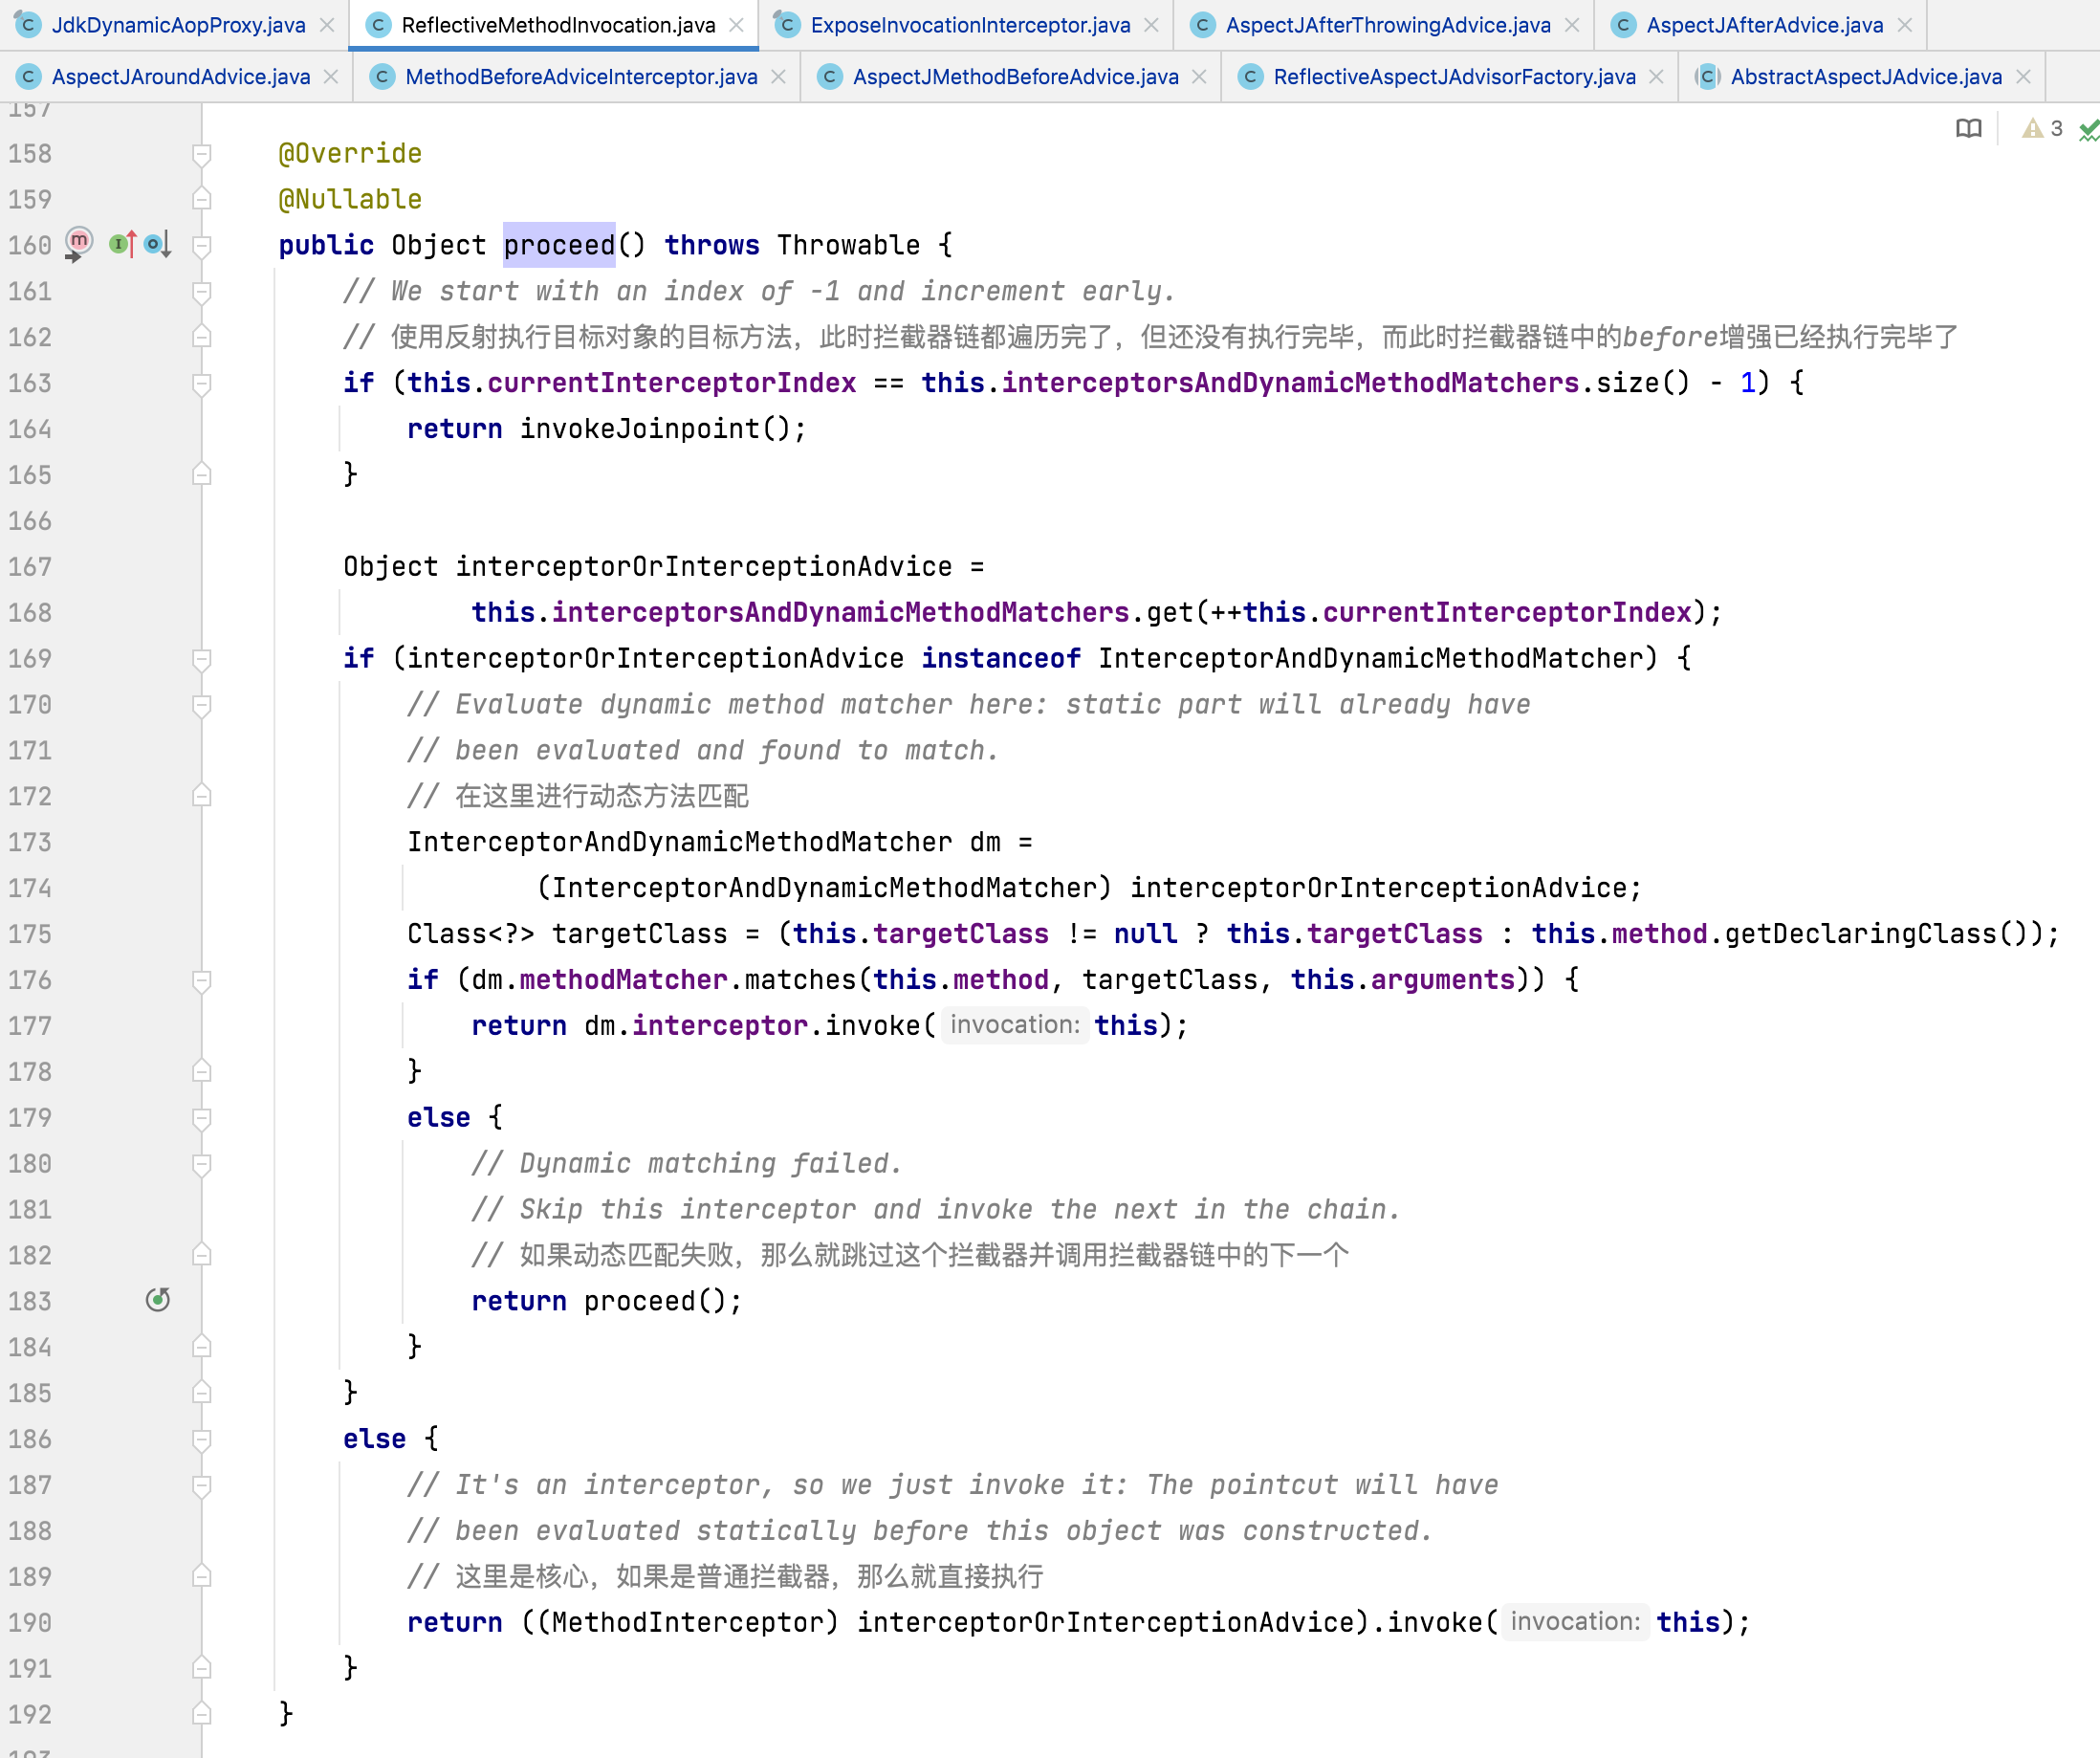 JdkDynamicAopProxy.java ReflectiveMethodInvocation.java ExposeInvocationInterceptor.java AspectJAfterThrowingAdvice.java AspectJAfterAdvice.java
AspectJAroundAdvice.java MethodBeforeAdviceInterceptor.java AspectJMethodBeforeAdvice.java ReflectiveAspectJAdvisorFactory.java AbstractAspectJAdvice.java
157
3
158 @Override
159 @Nullable
160 public Object proceed() throws Throwable {
161 // We start with an index of -1 and increment early.
162 // 使用反射执行目标对象的目标方法，此时拦截器链都遍历完了，但还没有执行完毕，而此时拦截器链中的before增强已经执行完毕了
163 if (this.currentInterceptorIndex == this.interceptorsAndDynamicMethodMatchers.size() - 1) {
164 return invokeJoinpoint();
165 }
166
167 Object interceptorOrInterceptionAdvice =
168 this.interceptorsAndDynamicMethodMatchers.get(++this.currentInterceptorIndex);
169 if (interceptorOrInterceptionAdvice instanceof InterceptorAndDynamicMethodMatcher) {
170 // Evaluate dynamic method matcher here: static part will already have
171 // been evaluated and found to match.
172 // 在这里进行动态方法匹配
173 InterceptorAndDynamicMethodMatcher dm =
174 (InterceptorAndDynamicMethodMatcher) interceptorOrInterceptionAdvice;
175 Class<?> targetClass = (this.targetClass != null ? this.targetClass : this.method.getDeclaringClass());
176 if (dm.methodMatcher.matches(this.method, targetClass, this.arguments)) {
177 return dm.interceptor.invoke( invocation: this);
178 }
179 else {
180 // Dynamic matching failed.
181 // Skip this interceptor and invoke the next in the chain.
182 // 如果动态匹配失败，那么就跳过这个拦截器并调用拦截器链中的下一个
183 return proceed();
184 }
185 }
186 else {
187 // It's an interceptor, so we just invoke it: The pointcut will have
188 // been evaluated statically before this object was constructed.
189 // 这里是核心，如果是普通拦截器，那么就直接执行
190 return ((MethodInterceptor) interceptorOrInterceptionAdvice).invoke( invocation: this);
191 }
192 }
193